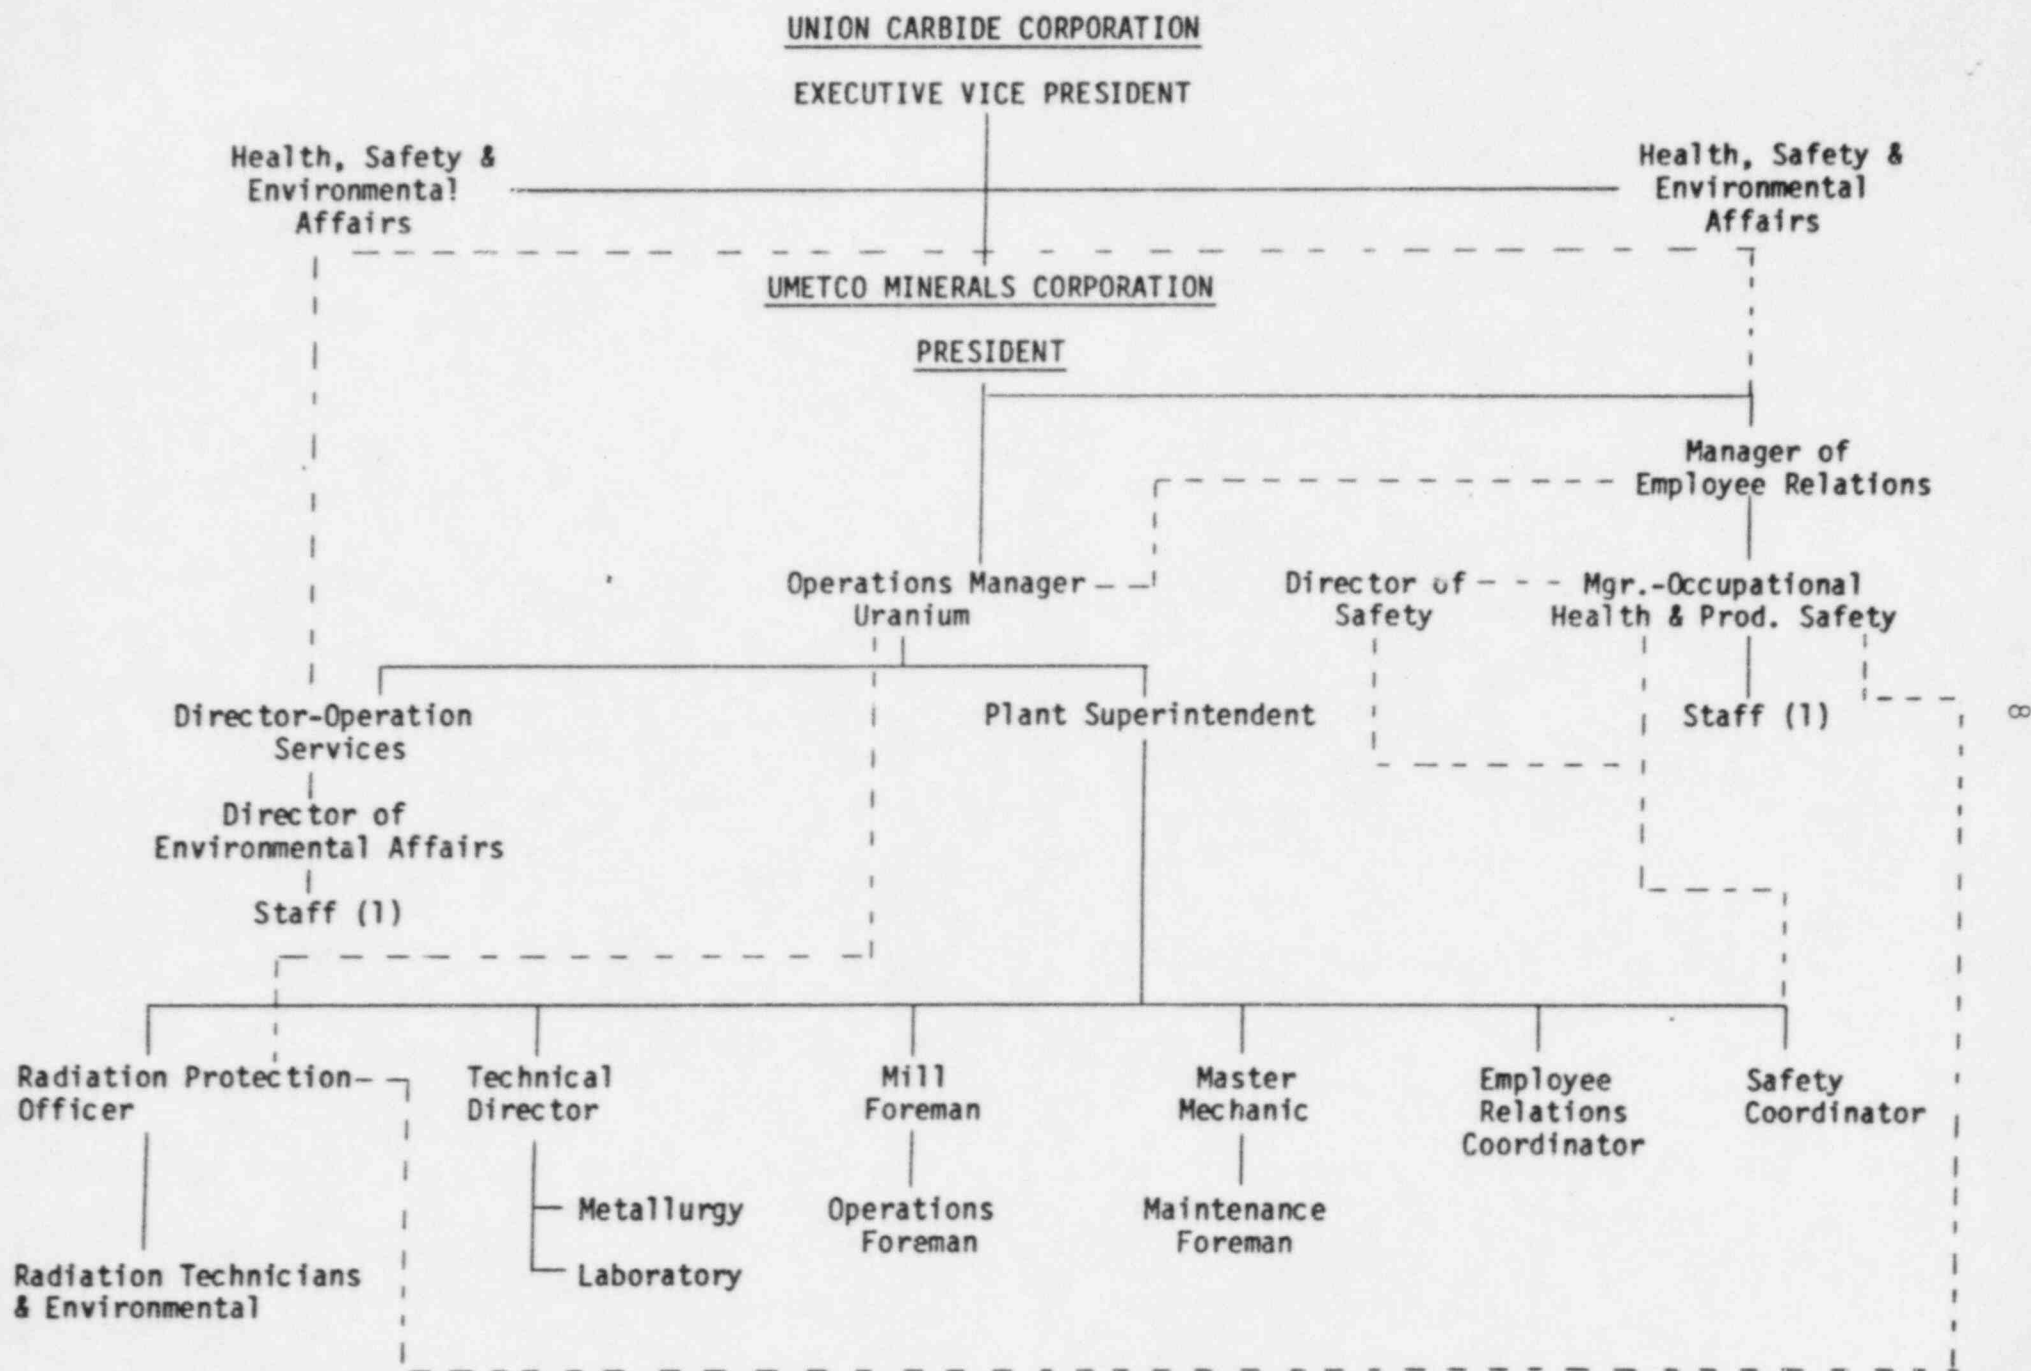 UNION CARBIDE CORPORATION
EXECUTIVE VICE PRESIDENT
Health, Safety &
Environmental
Affairs
Health, Safety &
Environmental
Affairs
UMETCO MINERALS CORPORATION
PRESIDENT
Manager of
Employee Relations
Operations Manager
Uranium
Director of
Safety
Mgr.-Occupational
Health & Prod. Safety
Director-Operation
Services
Plant Superintendent
Staff (1)
8
Director of
Environmental Affairs
Staff (1)
Radiation Protection
Officer
Technical
Director
Mill
Foreman
Master
Mechanic
Employee
Relations
Coordinator
Safety
Coordinator
Metallurgy
Laboratory
Operations
Foreman
Maintenance
Foreman
Radiation Technicians
& Environmental